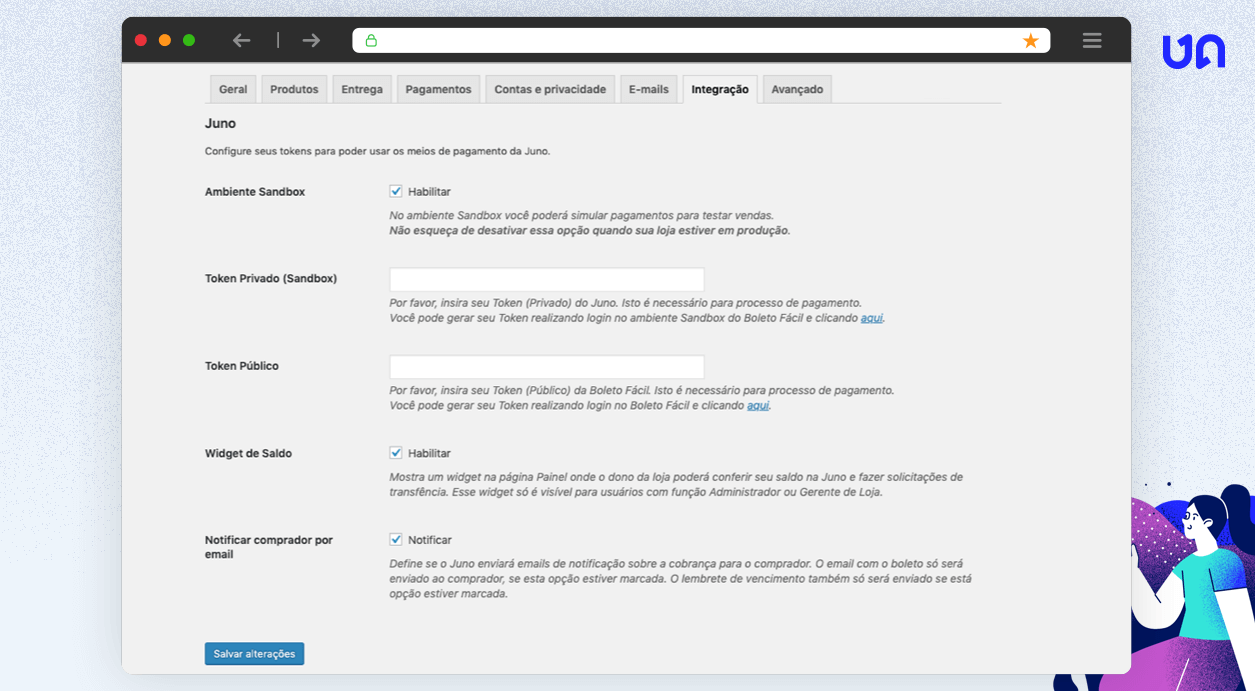 Geral Produtos Entrega Pagamentos Contas e privacidade E-mails Integração Avançado
Juno
Configure seus tokens para poder usar os meios de pagamento da Juno.
Ambiente Sandbox
Habilitar
No ambiente Sandbox você poderá simular pagamentos para testar vendas.
Não esqueça de desativar essa opção quando sua loja estiver em produção.
Token Privado (Sandbox)
Por favor, insira seu Token (Privado) do Juno. Isto é necessário para processo de pagamento.
Você pode gerar seu Token realizando login no ambiente Sandbox do Boleto Fácil e clicando aqui.
Token Público
Por favor, insira seu Token (Público) da Boleto Fácil. Isto é necessário para processo de pagamento.
Você pode gerar seu Token realizando login no Boleto Fácil e clicando aqui.
Widget de Saldo
Habilitar
Mostra um widget na página Painel onde o dono da loja poderá conferir seu saldo na Juno e fazer solicitações de
transfência. Esse widget só é visível para usuários com função Administrador ou Gerente de Loja.
Notificar comprador por
email
Notificar
Define se o Juno enviará emails de notificação sobre a cobrança para o comprador. O email com o boleto só será
enviado ao comprador, se esta opção estiver marcada. O lembrete de vencimento também só será enviado se está
opção estiver marcada.
Salvar alterações